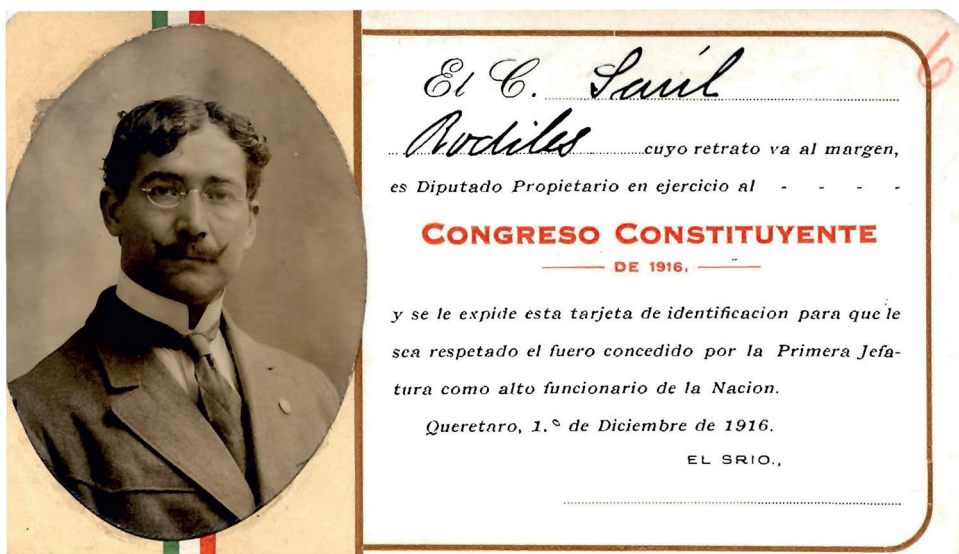 El C. Saúl
Rodiles cuyo retrato va al margen,
es Diputado Propietario en ejercicio al - - - -
CONGRESO CONSTITUYENTE
DE 1916,
y se le expide esta tarjeta de identificacion para que le
sea respetado el fuero concedido por la Primera Jefa-
tura como alto funcionario de la Nacion.
Queretaro, 1.º de Diciembre de 1916.
EL SRIO.,